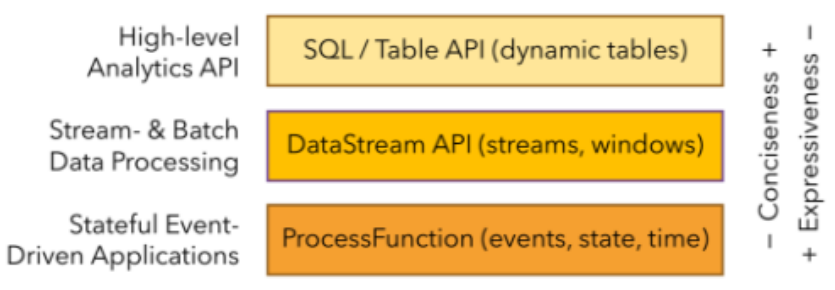 High-level
Analytics API
SQL / Table API (dynamic tables)
Stream- & Batch
Data Processing
DataStream API (streams, windows)
Stateful Event-
Driven Applications
ProcessFunction (events, state, time)
− Conciseness +
+ Expressiveness −